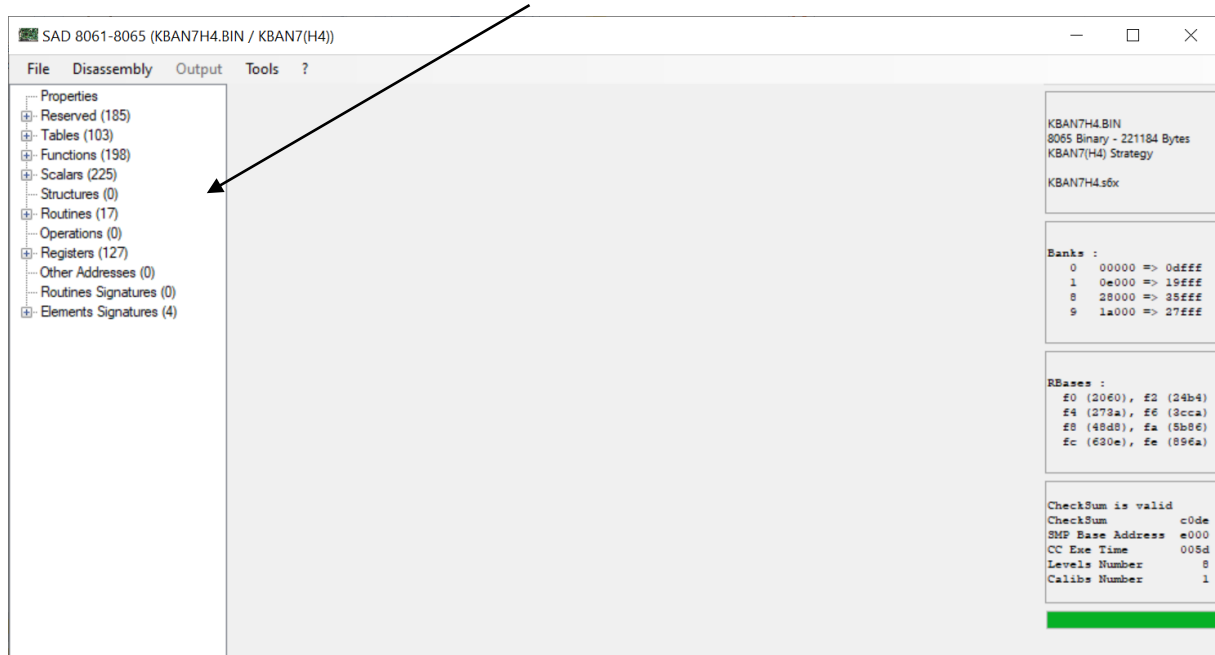 SAD 8061-8065 (KBAN7H4.BIN / KBAN7(H4))
File Disassembly Output Tools ?
Properties
Reserved (185)
Tables (103)
Functions (198)
Scalars (225)
Structures (0)
Routines (17)
Operations (0)
Registers (127)
Other Addresses (0)
Routines Signatures (0)
Elements Signatures (4)
KBAN7H4.BIN
8065 Binary - 221184 Bytes
KBAN7(H4) Strategy
KBAN7H4.s6x
Banks :
0 00000 => 0dfff
1 0e000 => 19fff
8 28000 => 35fff
9 1a000 => 27fff
RBases :
f0 (2060), f2 (24b4)
f4 (273a), f6 (3cca)
f8 (48d8), fa (5b86)
fc (630e), fe (896a)
CheckSum is valid
CheckSum c0de
SMP Base Address e000
CC Exe Time 005d
Levels Number 8
Calibs Number 1